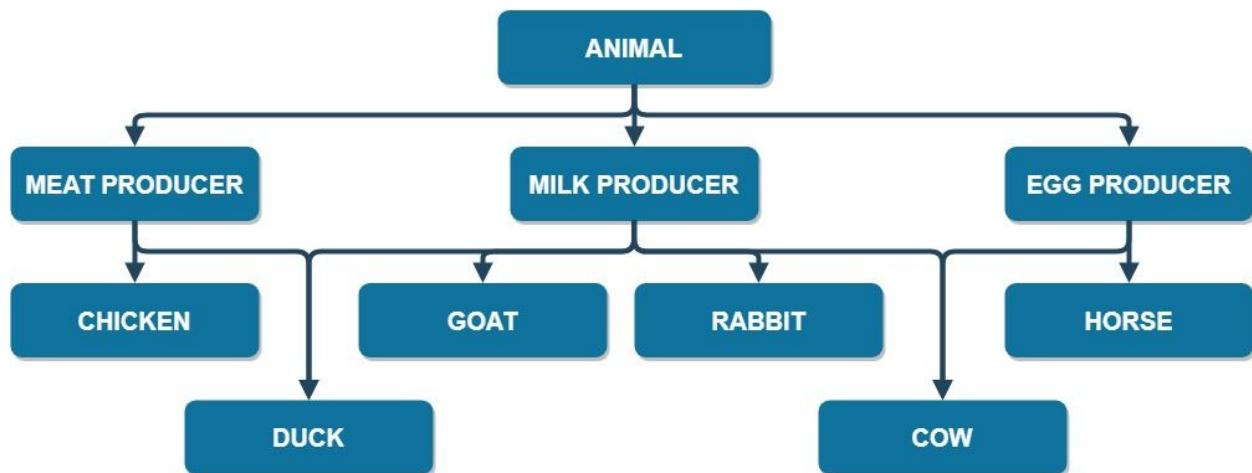 ANIMAL
MEAT PRODUCER
MILK PRODUCER
EGG PRODUCER
CHICKEN
GOAT
RABBIT
HORSE
DUCK
COW